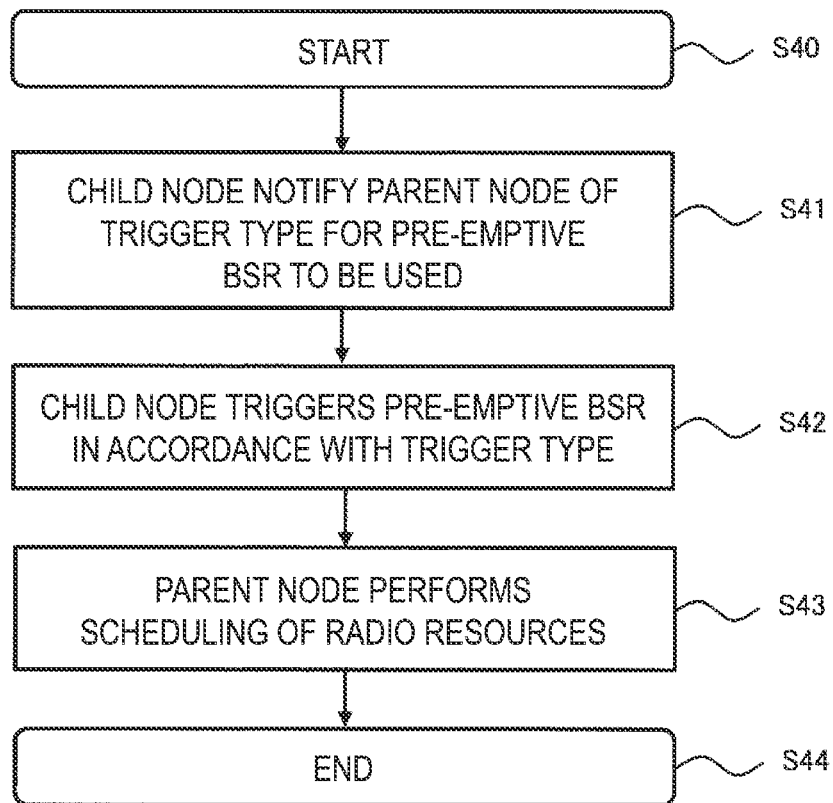 START
S40
CHILD NODE NOTIFY PARENT NODE OF
TRIGGER TYPE FOR PRE-EMPTIVE
BSR TO BE USED
S41
CHILD NODE TRIGGERS PRE-EMPTIVE BSR
IN ACCORDANCE WITH TRIGGER TYPE
S42
PARENT NODE PERFORMS
SCHEDULING OF RADIO RESOURCES
S43
END
S44